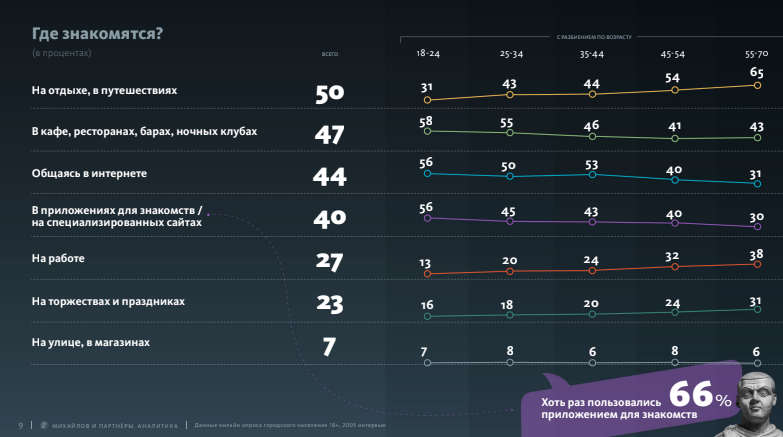 Где знакомятся?
(в процентах)
ВСЕГО
С РАЗБИЕНИЕМ ПО ВОЗРАСТУ
18-24 25-34 35-44 45-54 55-70
На отдыхе, в путешествиях 50 31 43 44 54 65
В кафе, ресторанах, барах, ночных клубах 47 58 55 46 41 43
Общаясь в интернете 44 56 50 53 40 31
В приложениях для знакомств /
на специализированных сайтах 40 56 45 43 40 30
На работе 27 13 20 24 32 38
На торжествах и праздниках 23 16 18 20 24 31
На улице, в магазинах 7 7 8 6 8 6
Хоть раз пользовались 66%
приложением для знакомств
9 | МИХАЙЛОВ И ПАРТНЁРЫ. АНАЛИТИКА | Данные онлайн опроса городского населения 18+, 2005 интервью